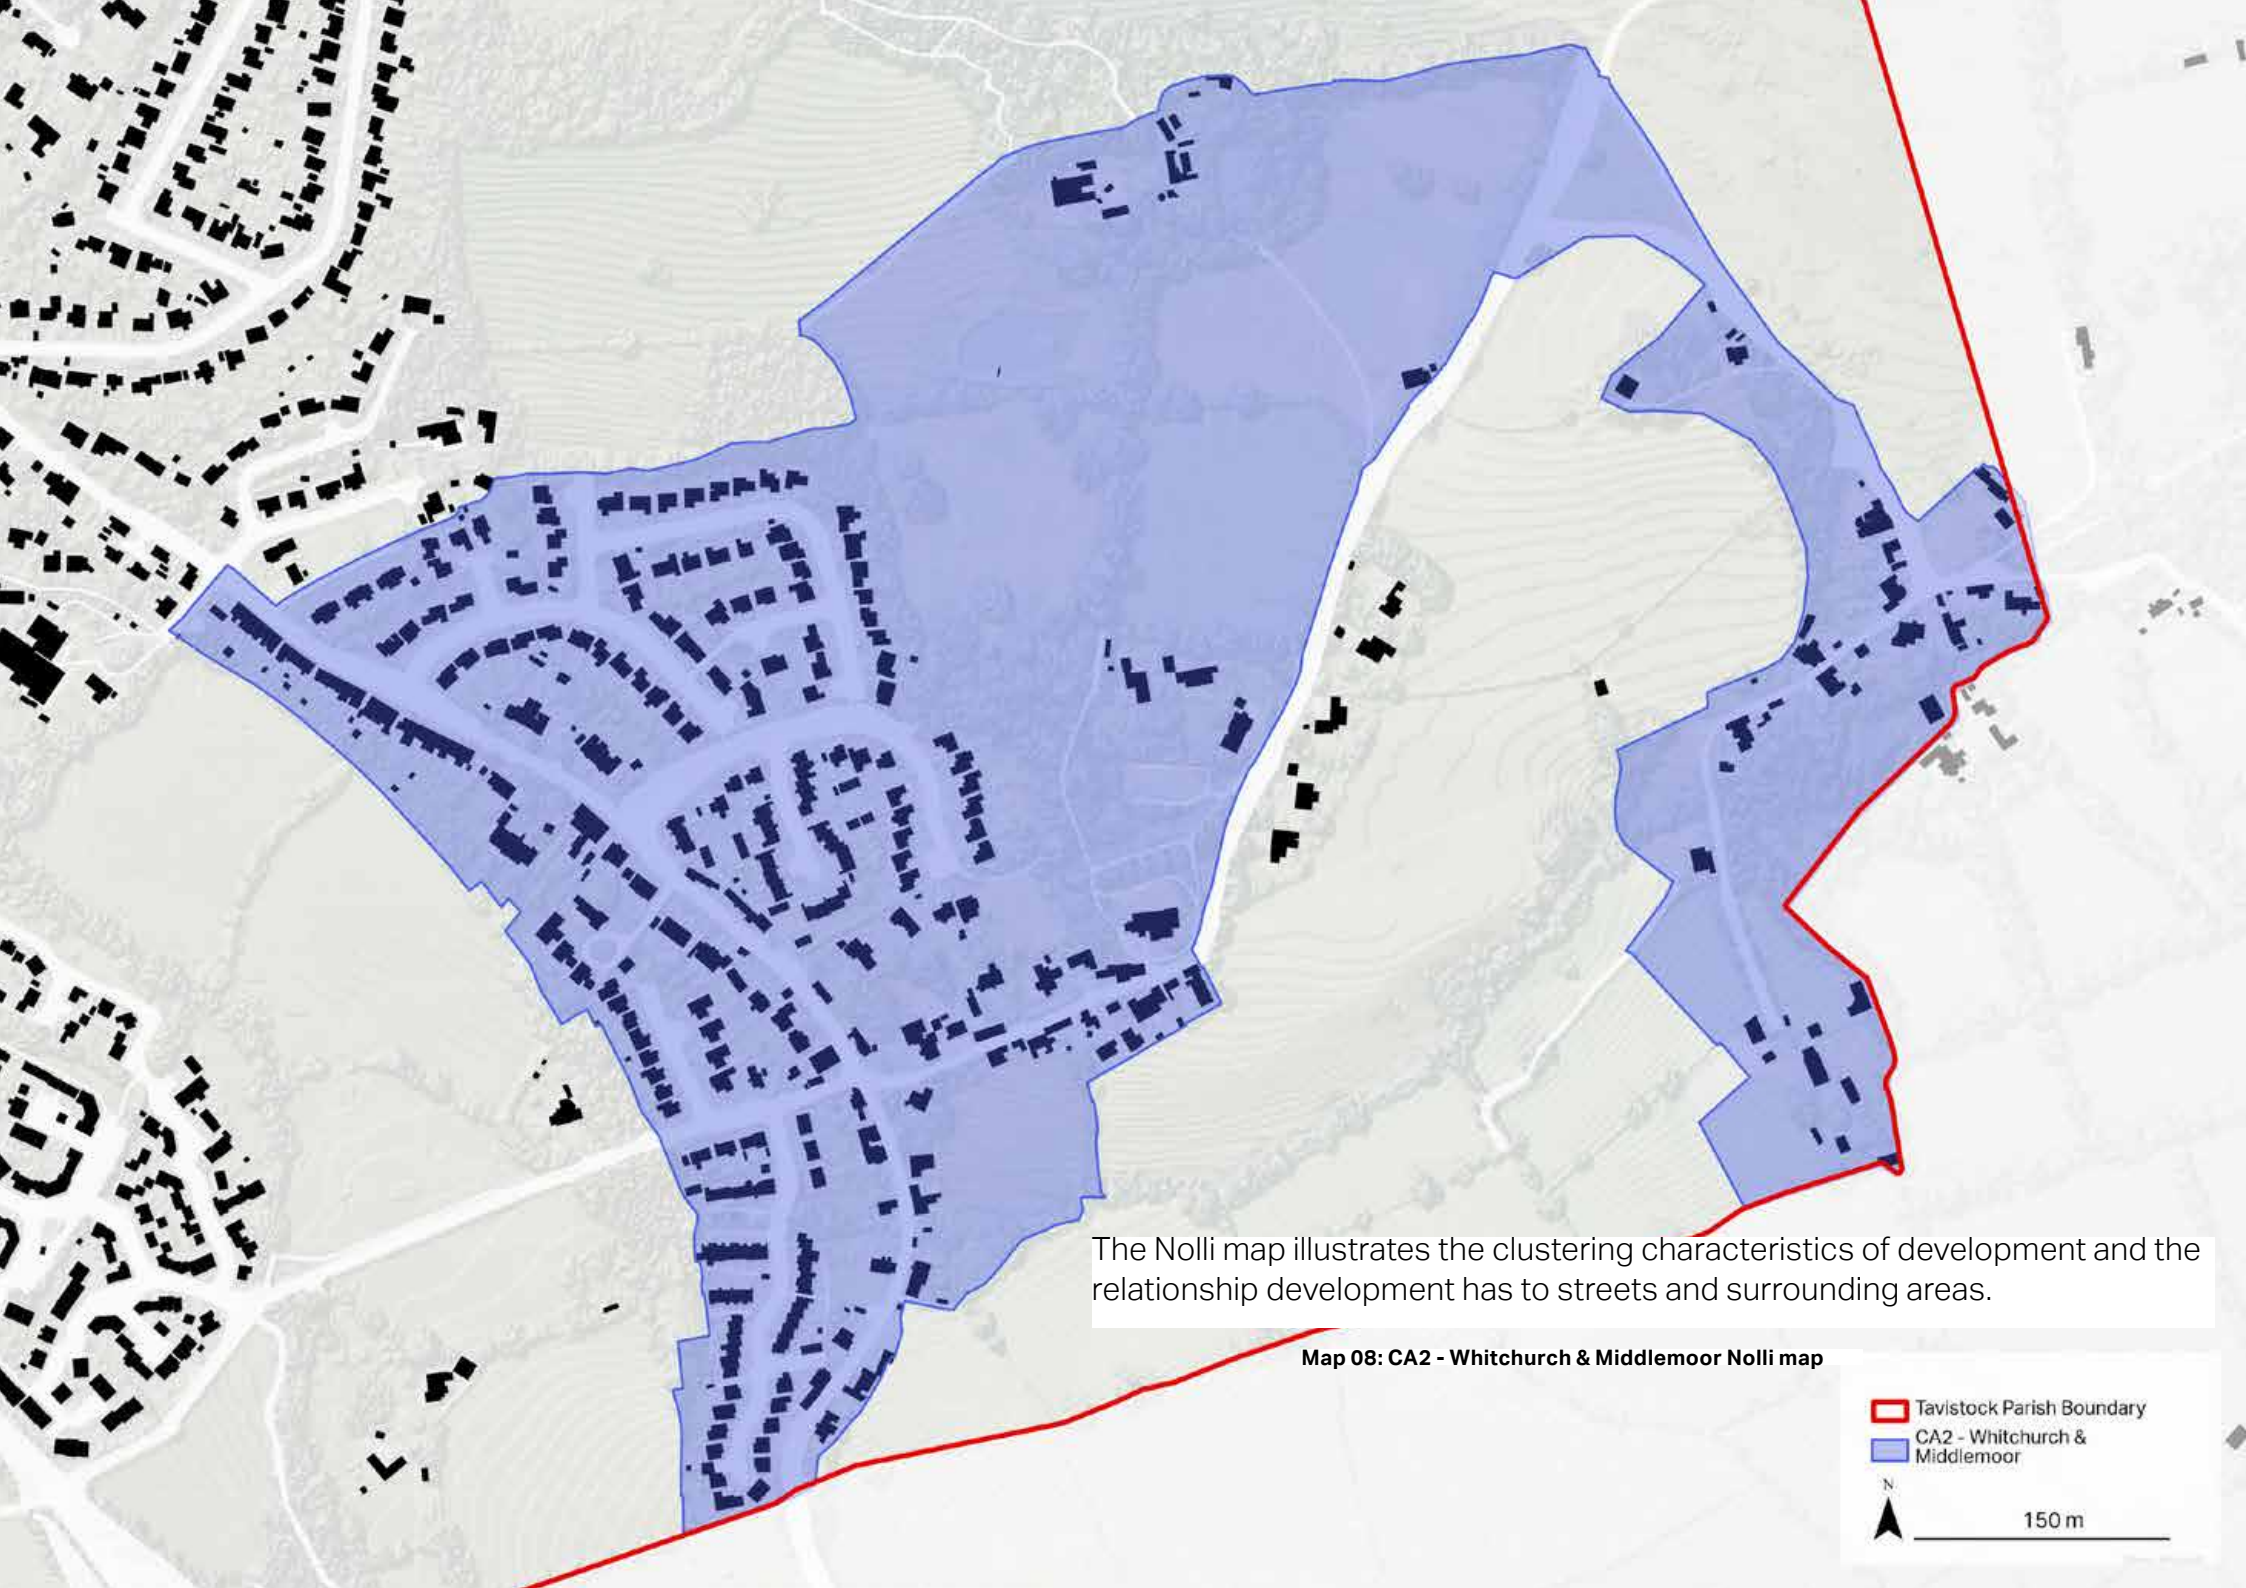 The Nolli map illustrates the clustering characteristics of development and the
relationship development has to streets and surrounding areas.
Map 08: CA2 - Whitchurch & Middlemoor Nolli map
Tavistock Parish Boundary
CA2 - Whitchurch &
Middlemoor
N
150 m